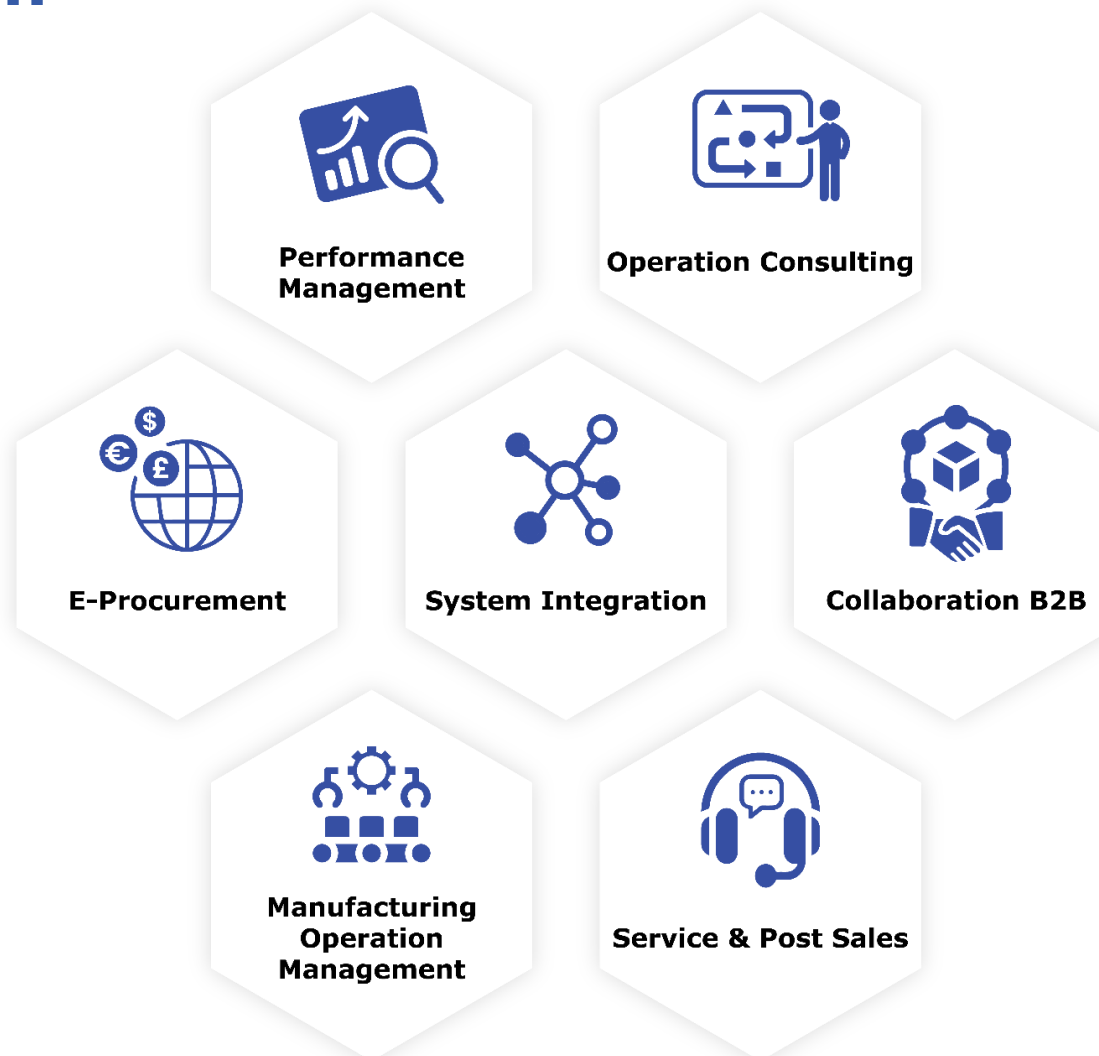 Performance
Management
Operation Consulting
$
€
£
E-Procurement
System Integration
Collaboration B2B
Manufacturing
Operation
Management
Service & Post Sales